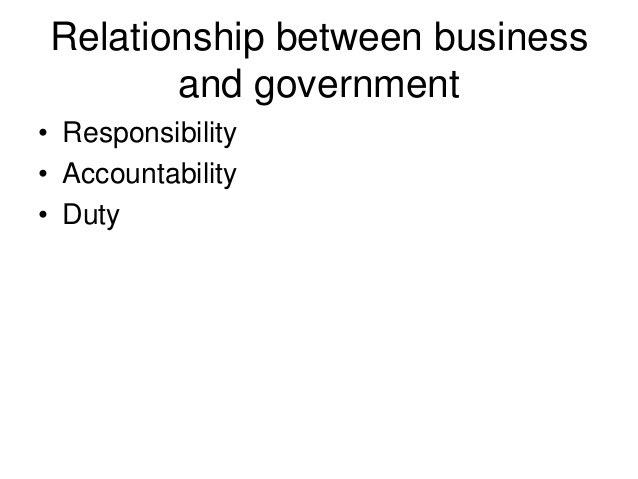 Relationship between business
and government
• Responsibility
• Accountability
• Duty